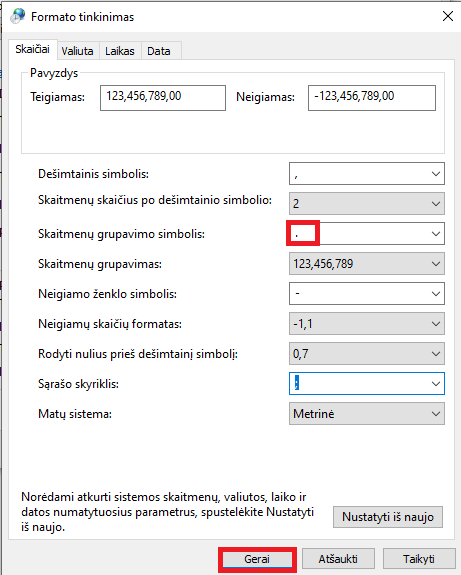 Formato tinkinimas
Skaičiai Valiuta Laikas Data
Pavyzdys
Teigiamas: 123,456,789,00 Neigiamas: -123,456,789,00
Dešimtainis simbolis: ,
Skaitmenų skaičius po dešimtainio simbolio: 2
Skaitmenų grupavimo simbolis: .
Skaitmenų grupavimas: 123,456,789
Neigiamo ženklo simbolis: -
Neigiamų skaičių formatas: -1,1
Rodyti nulius prieš dešimtainį simbolį: 0,7
Sąrašo skyriklis: ;
Matų sistema: Metrinė
Norėdami atkurti sistemos skaitmenų, valiutos, laiko ir
datos numatytuosius parametrus, spustelėkite Nustatyti
iš naujo.
Nustatyti iš naujo
Gerai Atšaukti Taikyti